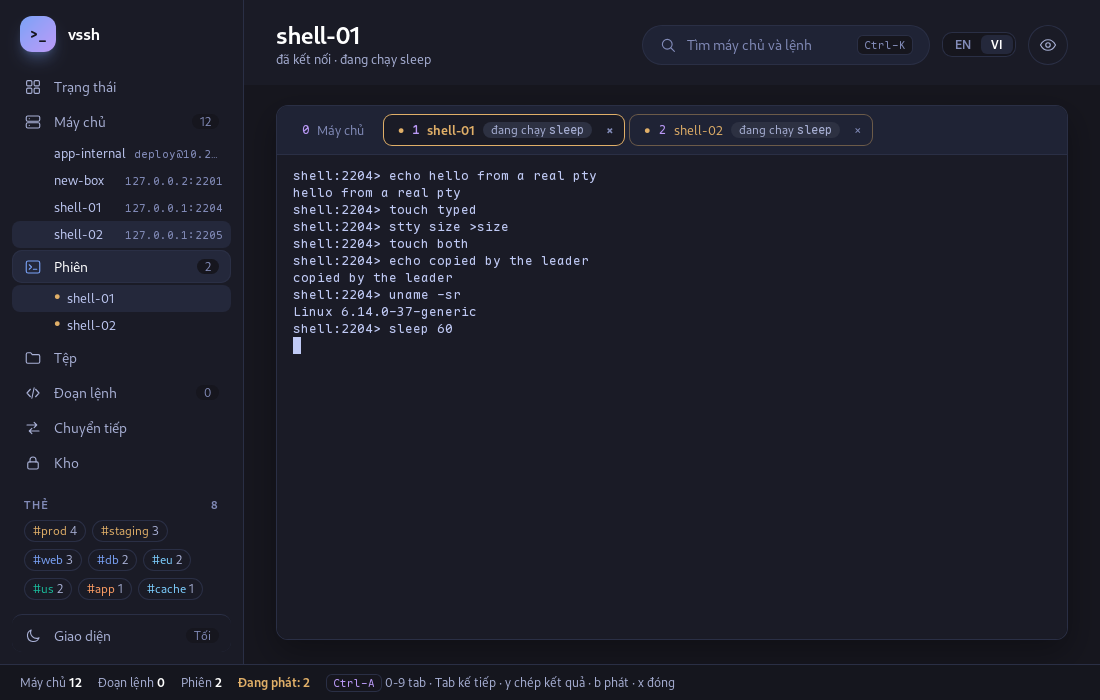 >_ vssh
Trạng thái
Máy chủ 12
app-internal deploy@10.2…
new-box 127.0.0.2:2201
shell-01 127.0.0.1:2204
shell-02 127.0.0.1:2205
Phiên 2
shell-01
shell-02
Tệp
Đoạn lệnh 0
Chuyển tiếp
Kho
THẺ 8
#prod 4 #staging 3
#web 3 #db 2 #eu 2
#us 2 #app 1 #cache 1
Giao diện Tối
shell-01
đã kết nối · đang chạy sleep
Tìm máy chủ và lệnh Ctrl-K
EN VI
0 Máy chủ • 1 shell-01 đang chạy sleep × • 2 shell-02 đang chạy sleep ×
shell:2204> echo hello from a real pty
hello from a real pty
shell:2204> touch typed
shell:2204> stty size >size
shell:2204> touch both
shell:2204> echo copied by the leader
copied by the leader
shell:2204> uname -sr
Linux 6.14.0-37-generic
shell:2204> sleep 60
Máy chủ 12 Đoạn lệnh 0 Phiên 2 Đang phát: 2 Ctrl-A 0-9 tab · Tab kế tiếp · y chép kết quả · b phát · x đóng